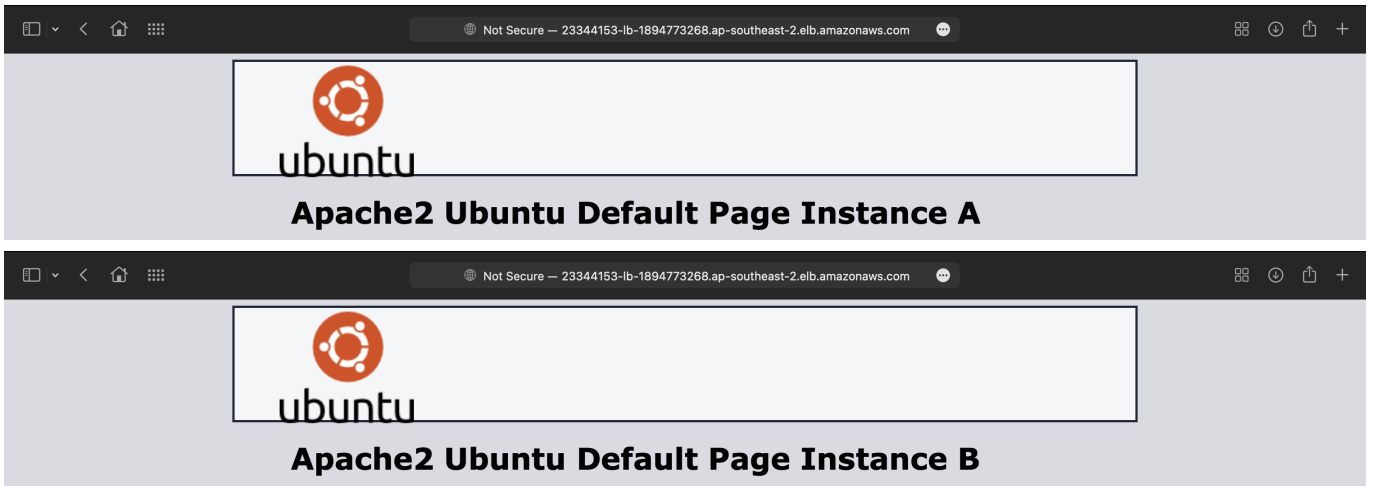 Not Secure — 23344153-lb-1894773268.ap-southeast-2.elb.amazonaws.com
ubuntu
Apache2 Ubuntu Default Page Instance A
Not Secure — 23344153-lb-1894773268.ap-southeast-2.elb.amazonaws.com
ubuntu
Apache2 Ubuntu Default Page Instance B